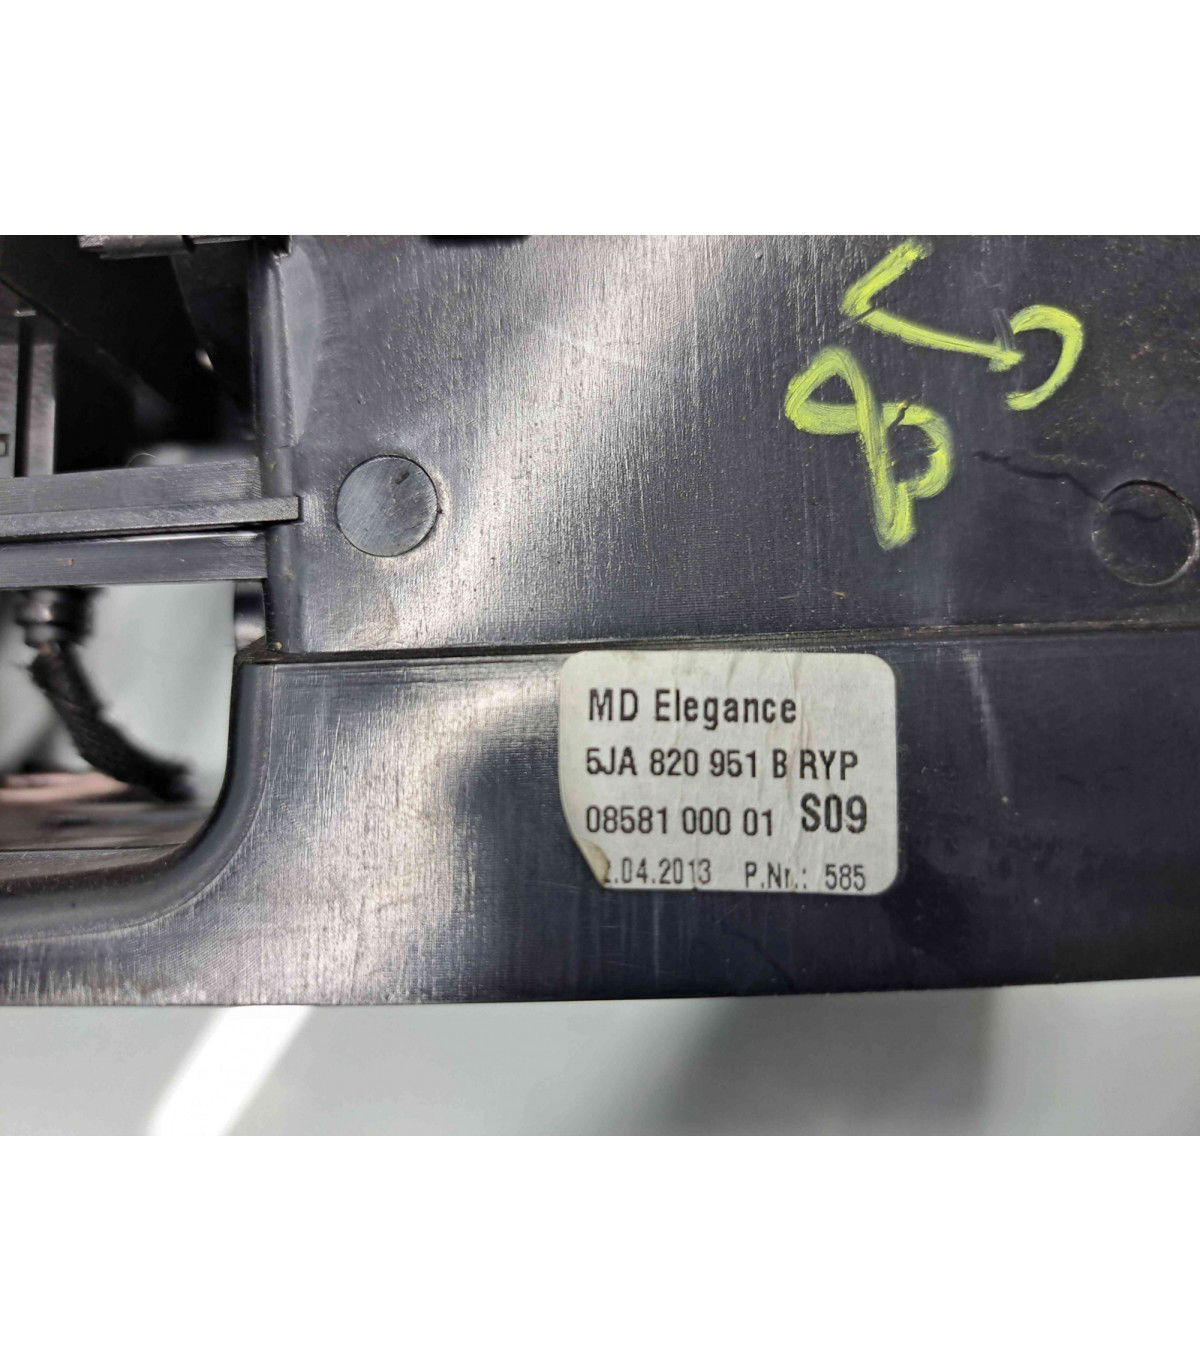 MD Elegance
5JA 820 951 B RYP
08581 000 01 S09
.04.2013 P.Nr.: 585